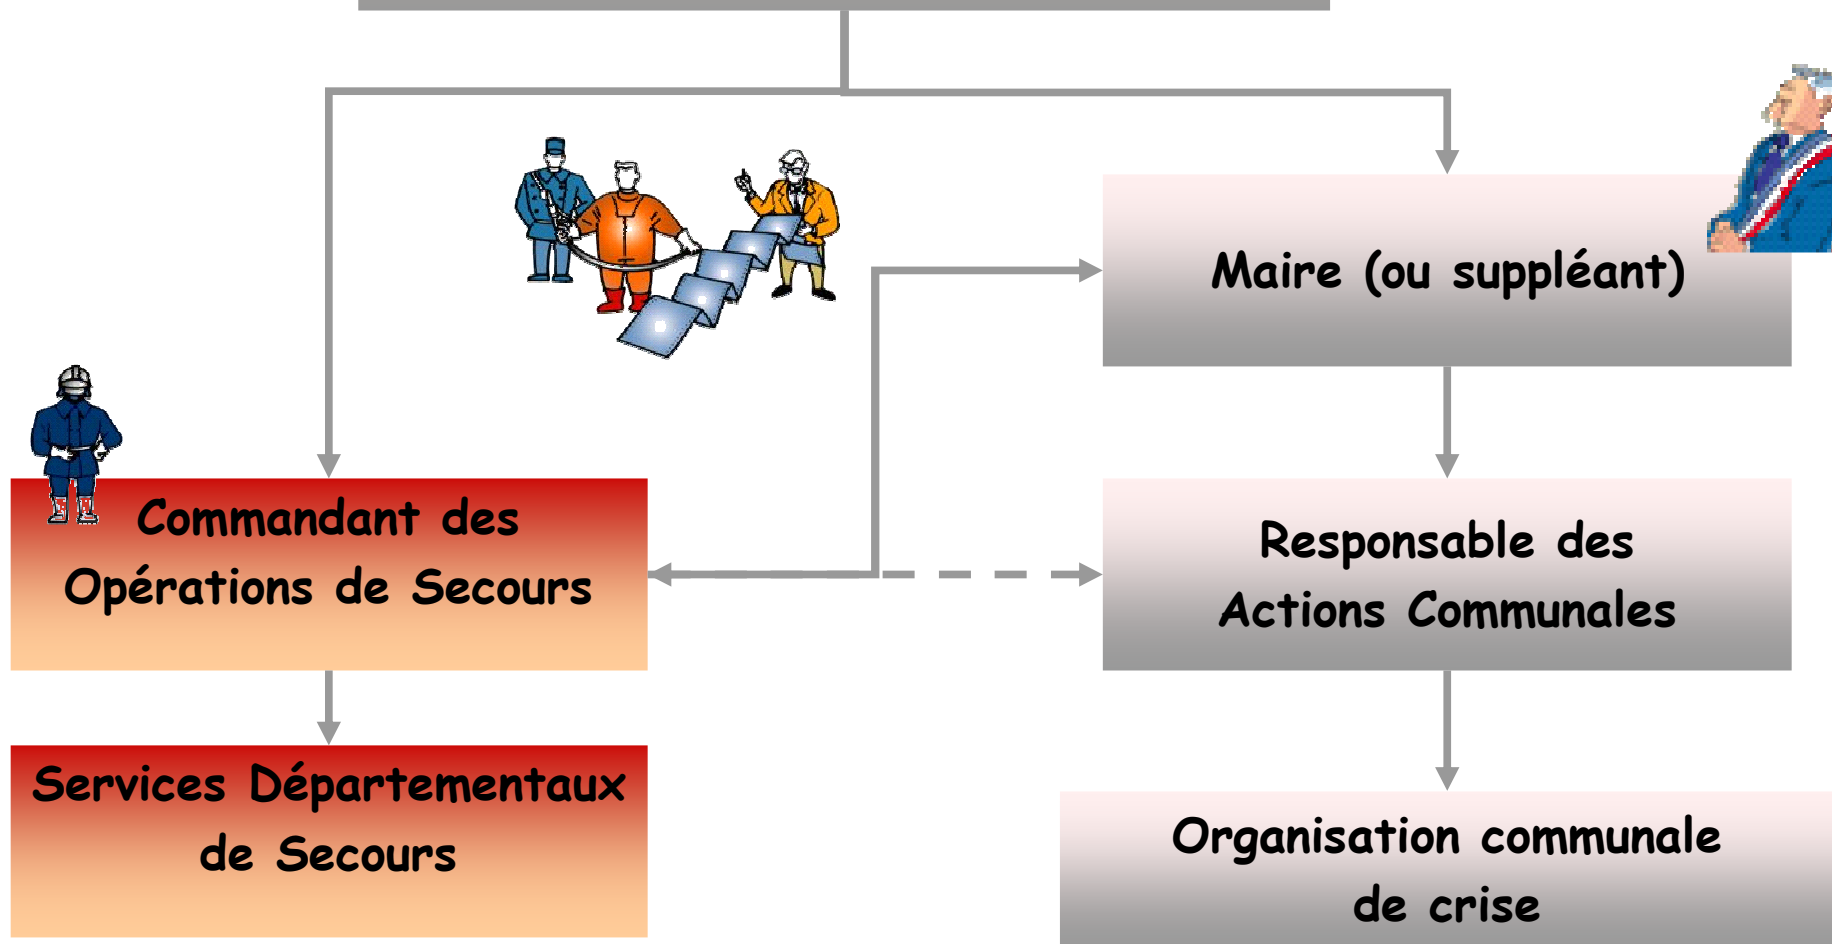 Maire (ou suppléant)
Commandant des
Opérations de Secours
Responsable des
Actions Communales
Services Départementaux
de Secours
Organisation communale
de crise